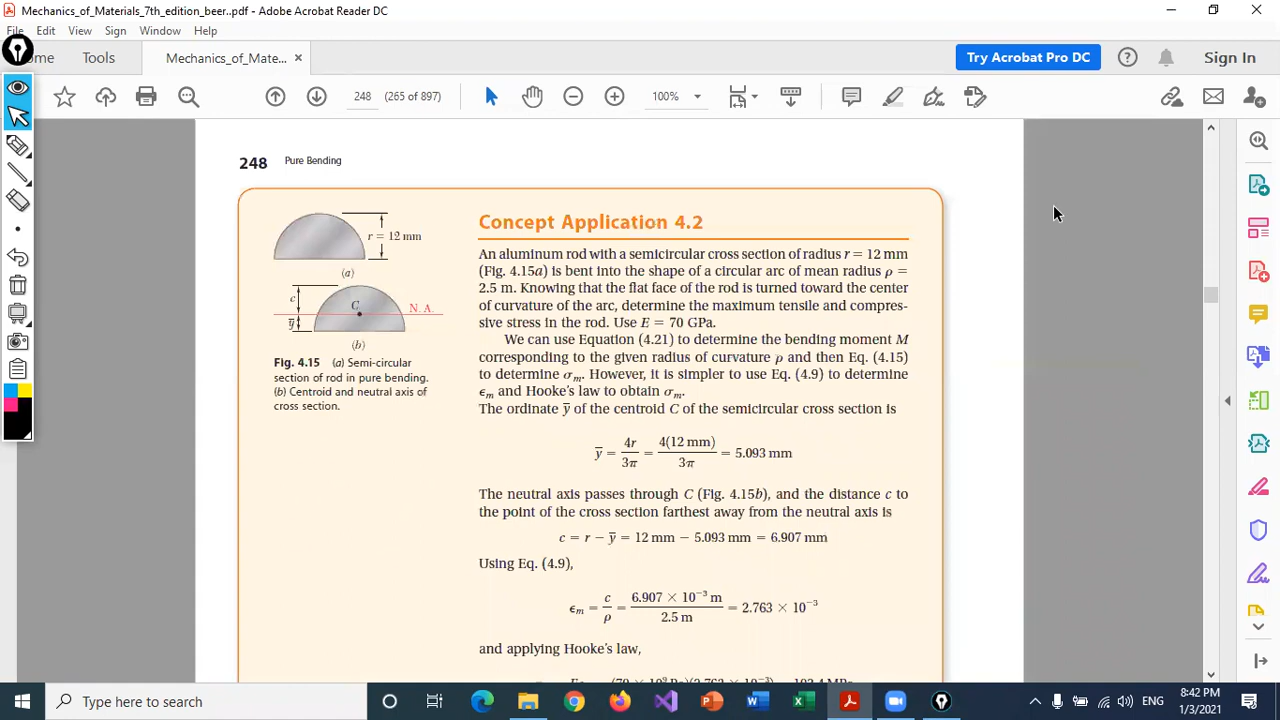 Mechanics_of_Materials_7th_edition_beer..pdf - Adobe Acrobat Reader DC
File Edit View Sign Window Help
ome Tools Mechanics_of_Mate... Try Acrobat Pro DC Sign In
248 (265 of 897) 100%
248 Pure Bending
r = 12 mm
(a)
c
C
N. A.
y̅
(b)
Fig. 4.15 (a) Semi-circular
section of rod in pure bending.
(b) Centroid and neutral axis of
cross section.
Concept Application 4.2
An aluminum rod with a semicircular cross section of radius r = 12 mm
(Fig. 4.15a) is bent into the shape of a circular arc of mean radius ρ =
2.5 m. Knowing that the flat face of the rod is turned toward the center
of curvature of the arc, determine the maximum tensile and compres-
sive stress in the rod. Use E = 70 GPa.
We can use Equation (4.21) to determine the bending moment M
corresponding to the given radius of curvature ρ and then Eq. (4.15)
to determine σm. However, it is simpler to use Eq. (4.9) to determine
ϵm and Hooke's law to obtain σm.
The ordinate y̅ of the centroid C of the semicircular cross section is
y̅ = 4r/3π = 4(12 mm)/3π = 5.093 mm
The neutral axis passes through C (Fig. 4.15b), and the distance c to
the point of the cross section farthest away from the neutral axis is
c = r − y̅ = 12 mm − 5.093 mm = 6.907 mm
Using Eq. (4.9),
ϵm = c/ρ = 6.907 × 10⁻³ m/2.5 m = 2.763 × 10⁻³
and applying Hooke's law,
Type here to search
ENG
8:42 PM
1/3/2021